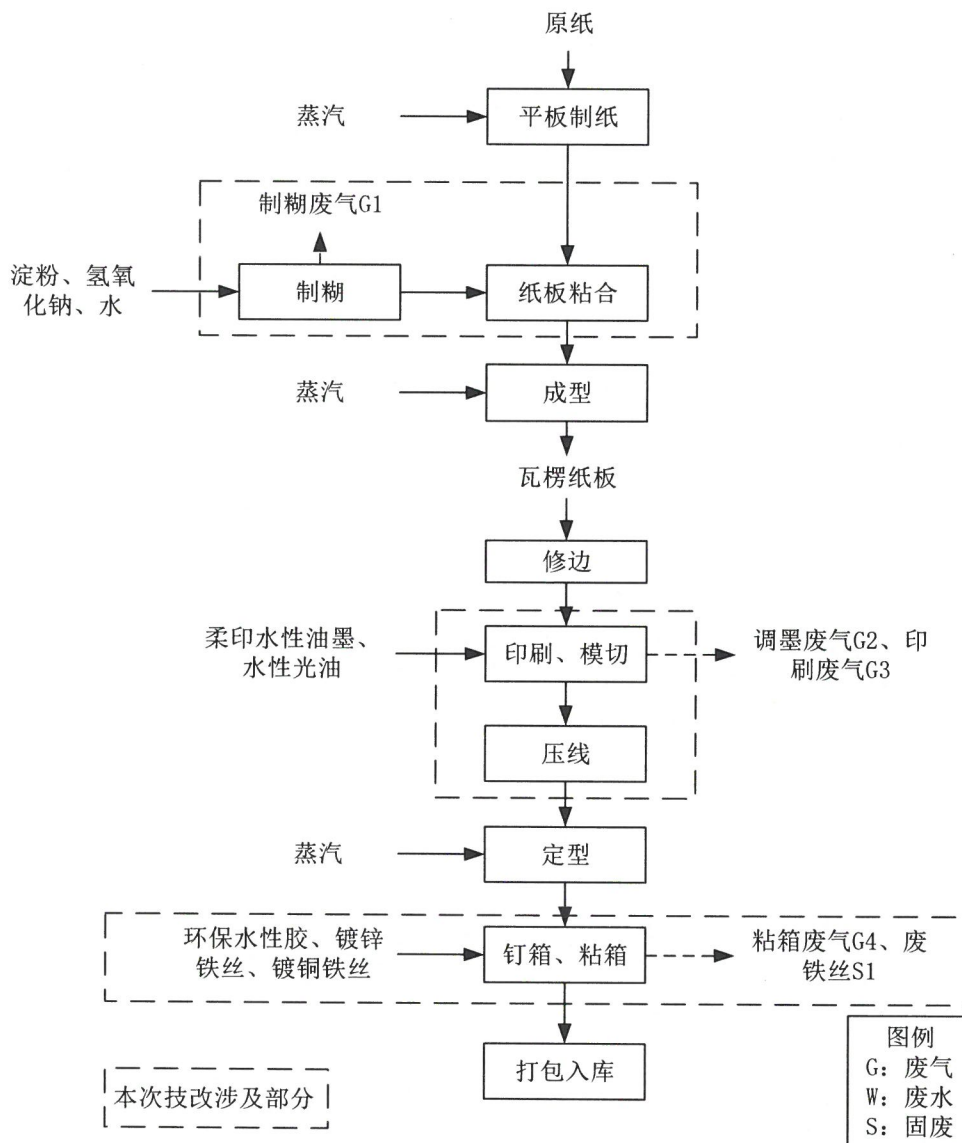 原纸
蒸汽
平板制纸
制糊废气G1
淀粉、氢氧
化钠、水
制糊
纸板粘合
蒸汽
成型
瓦楞纸板
修边
柔印水性油墨、
水性光油
印刷、模切
调墨废气G2、印
刷废气G3
压线
蒸汽
定型
环保水性胶、镀锌
铁丝、镀铜铁丝
钉箱、粘箱
粘箱废气G4、废
铁丝S1
打包入库
本次技改涉及部分
图例
G: 废气
W: 废水
S: 固废